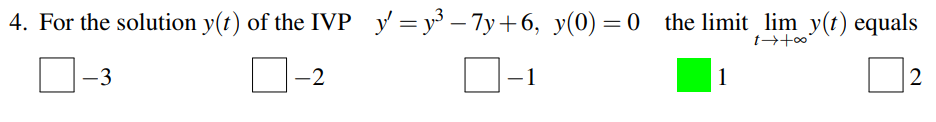 4. For the solution y(t) of the IVP y′ = y³ − 7y + 6, y(0) = 0 the limit lim t→+∞ y(t) equals
−3 −2 −1 1 2